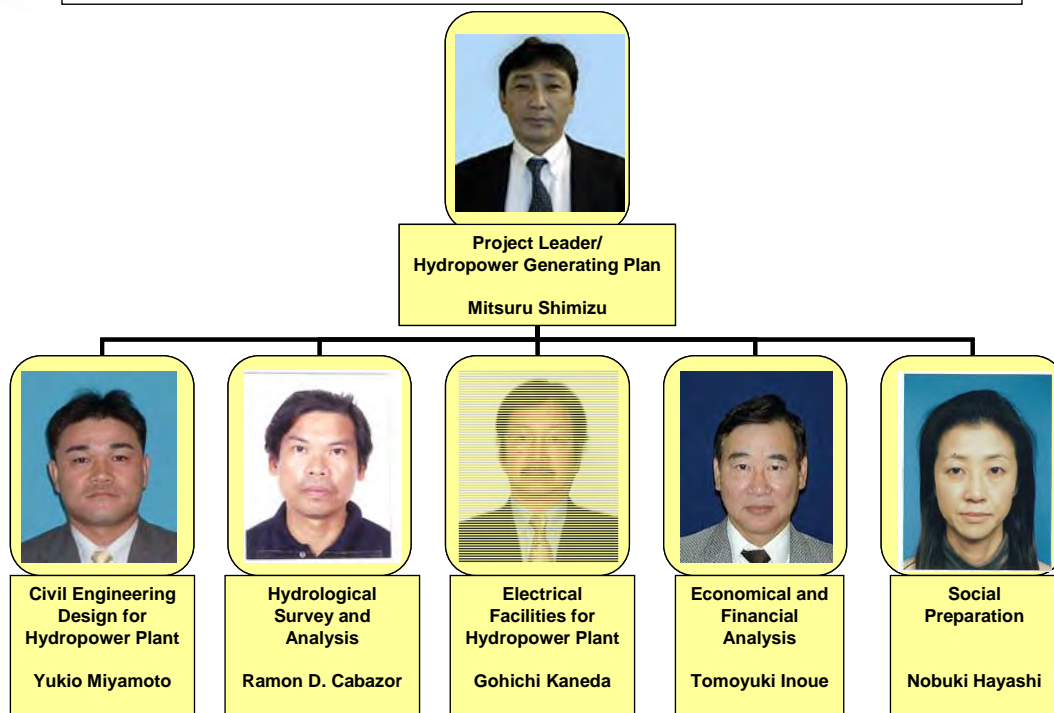 Project Leader/
Hydropower Generating Plan
Mitsuru Shimizu
Civil Engineering
Design for
Hydropower Plant
Yukio Miyamoto
Hydrological
Survey and
Analysis
Ramon D. Cabazor
Electrical
Facilities for
Hydropower Plant
Gohichi Kaneda
Economical and
Financial
Analysis
Tomoyuki Inoue
Social
Preparation
Nobuki Hayashi